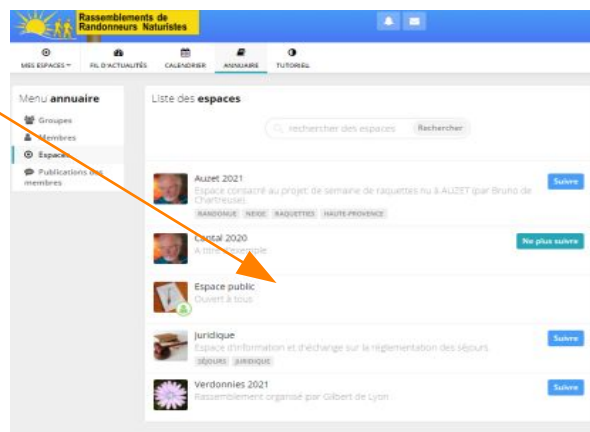 Rassemblements de
Randonneurs Naturistes
MES ESPACES
FIL D'ACTUALITÉS
CALENDRIER
ANNUAIRE
TUTORIEL
Menu annuaire
Groupes
Membres
Espaces
Publications des
membres
Liste des espaces
rechercher des espaces
Rechercher
Auzet 2021
Espace consacré au projet de semaine de raquettes nu à AUZET (par Bruno de
Chartreuse)
RANDONUE NEIGE RAQUETTES HAUTE-PROVENCE
Suivre
Cantal 2020
A titre d'exemple
Ne plus suivre
Espace public
Ouvert à tous
Juridique
Espace d'information et d'échange sur la réglementation des séjours
SÉJOURS JURIDIQUE
Suivre
Verdonnies 2021
Rassemblement organisé par Gilbert de Lyon
Suivre